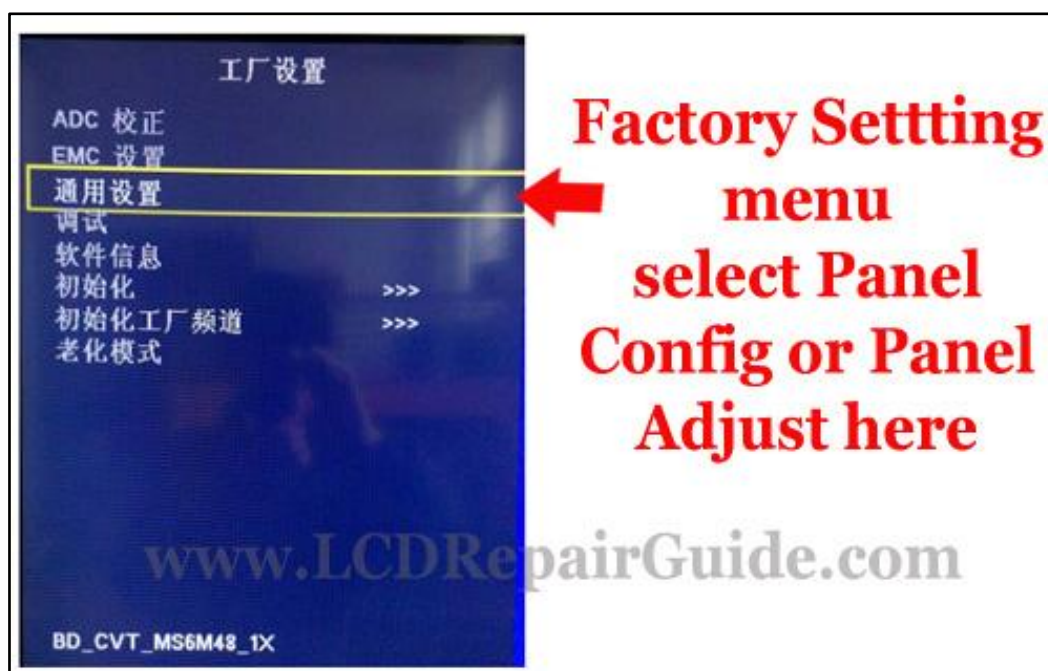 工厂设置
ADC 校正
EMC 设置
通用设置
调试
软件信息
初始化 >>>
初始化工厂频道 >>>
老化模式
BD_CVT_MS6M48_1X
Factory Settting
menu
select Panel
Config or Panel
Adjust here
www.LCDRepairGuide.com